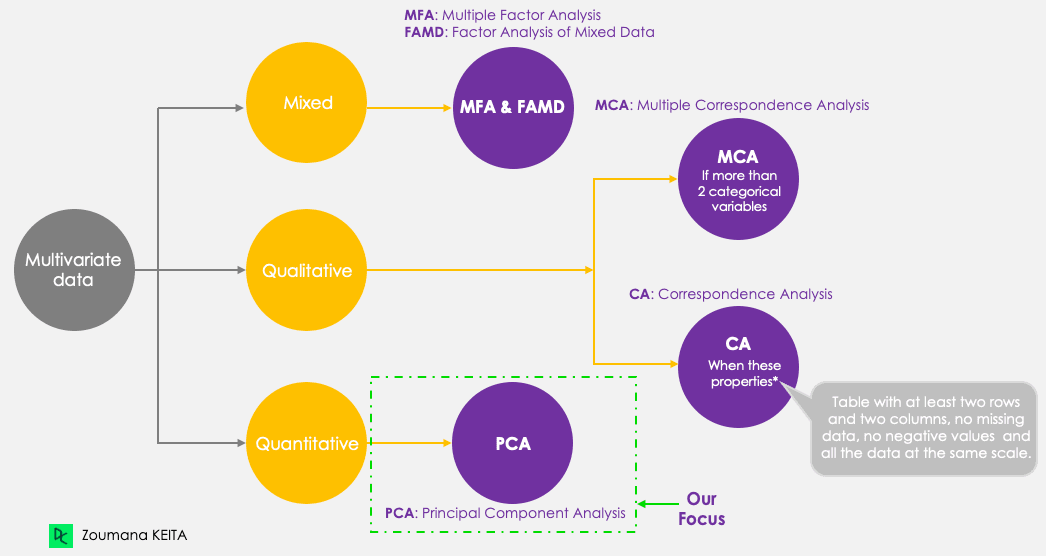 MFA: Multiple Factor Analysis
FAMD: Factor Analysis of Mixed Data
Mixed
MFA & FAMD
MCA: Multiple Correspondence Analysis
MCA
If more than
2 categorical
variables
Multivariate
data
Qualitative
CA: Correspondence Analysis
CA
When these
properties*
Table with at least two rows
and two columns, no missing
data, no negative values and
all the data at the same scale.
Quantitative
PCA
PCA: Principal Component Analysis
Our
Focus
DC
Zoumana KEITA